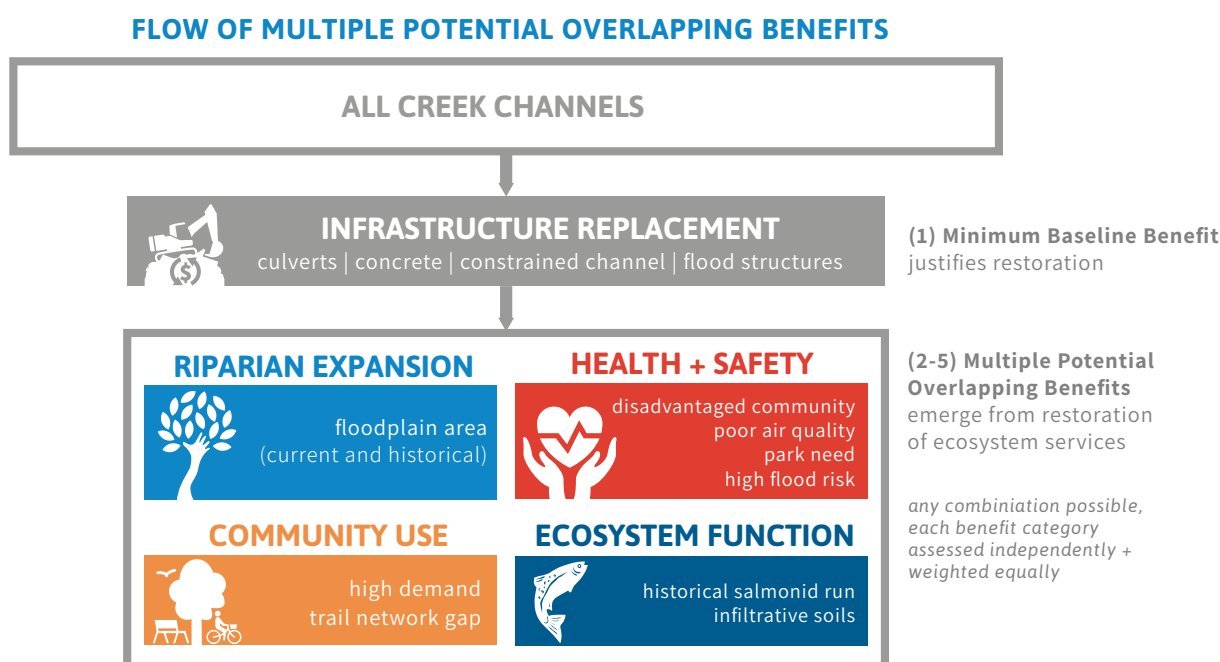 FLOW OF MULTIPLE POTENTIAL OVERLAPPING BENEFITS
ALL CREEK CHANNELS
INFRASTRUCTURE REPLACEMENT
culverts | concrete | constrained channel | flood structures
$
(1) Minimum Baseline Benefit
justifies restoration
RIPARIAN EXPANSION
floodplain area
(current and historical)
HEALTH + SAFETY
disadvantaged community
poor air quality
park need
high flood risk
(2-5) Multiple Potential
Overlapping Benefits
emerge from restoration
of ecosystem services
COMMUNITY USE
high demand
trail network gap
ECOSYSTEM FUNCTION
historical salmonid run
infiltrative soils
any combiniation possible,
each benefit category
assessed independently +
weighted equally